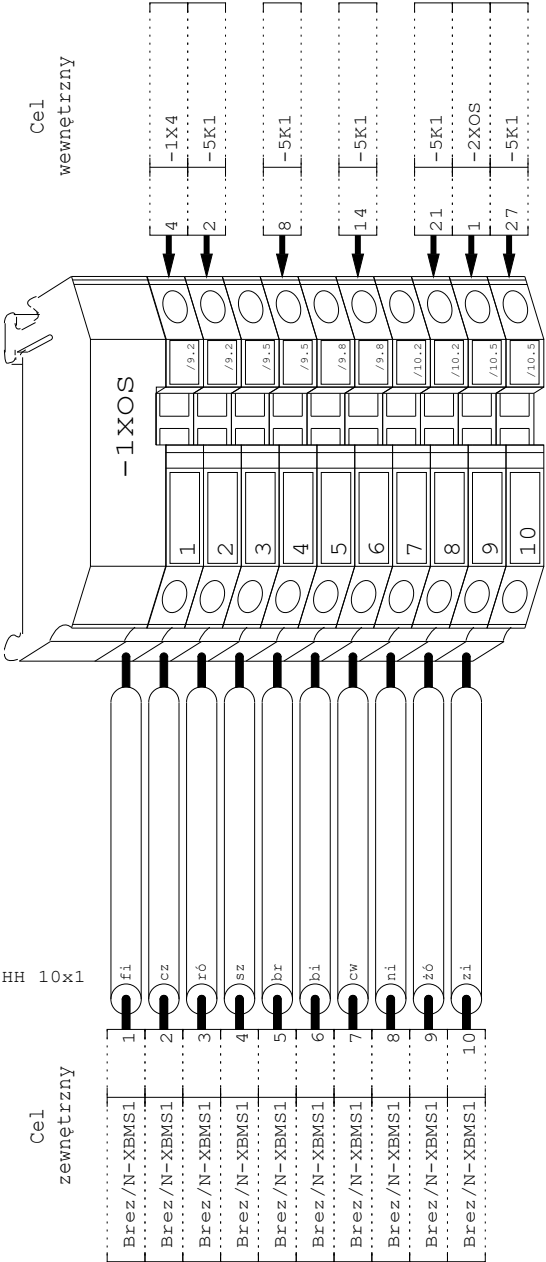 Cel
wewnętrzny
-1X4
-5K1
-5K1
-5K1
-5K1
-2XOS
-5K1
4
2
8
14
21
1
27
/9.2
/9.2
/9.5
/9.5
/9.8
/9.8
/10.2
/10.2
/10.5
/10.5
-1XOS
1
2
3
4
5
6
7
8
9
10
HH 10x1
fi
cz
ró
sz
br
bi
cw
ni
żó
zi
1
2
3
4
5
6
7
8
9
10
Cel
zewnętrzny
Brez/N-XBMS1
Brez/N-XBMS1
Brez/N-XBMS1
Brez/N-XBMS1
Brez/N-XBMS1
Brez/N-XBMS1
Brez/N-XBMS1
Brez/N-XBMS1
Brez/N-XBMS1
Brez/N-XBMS1